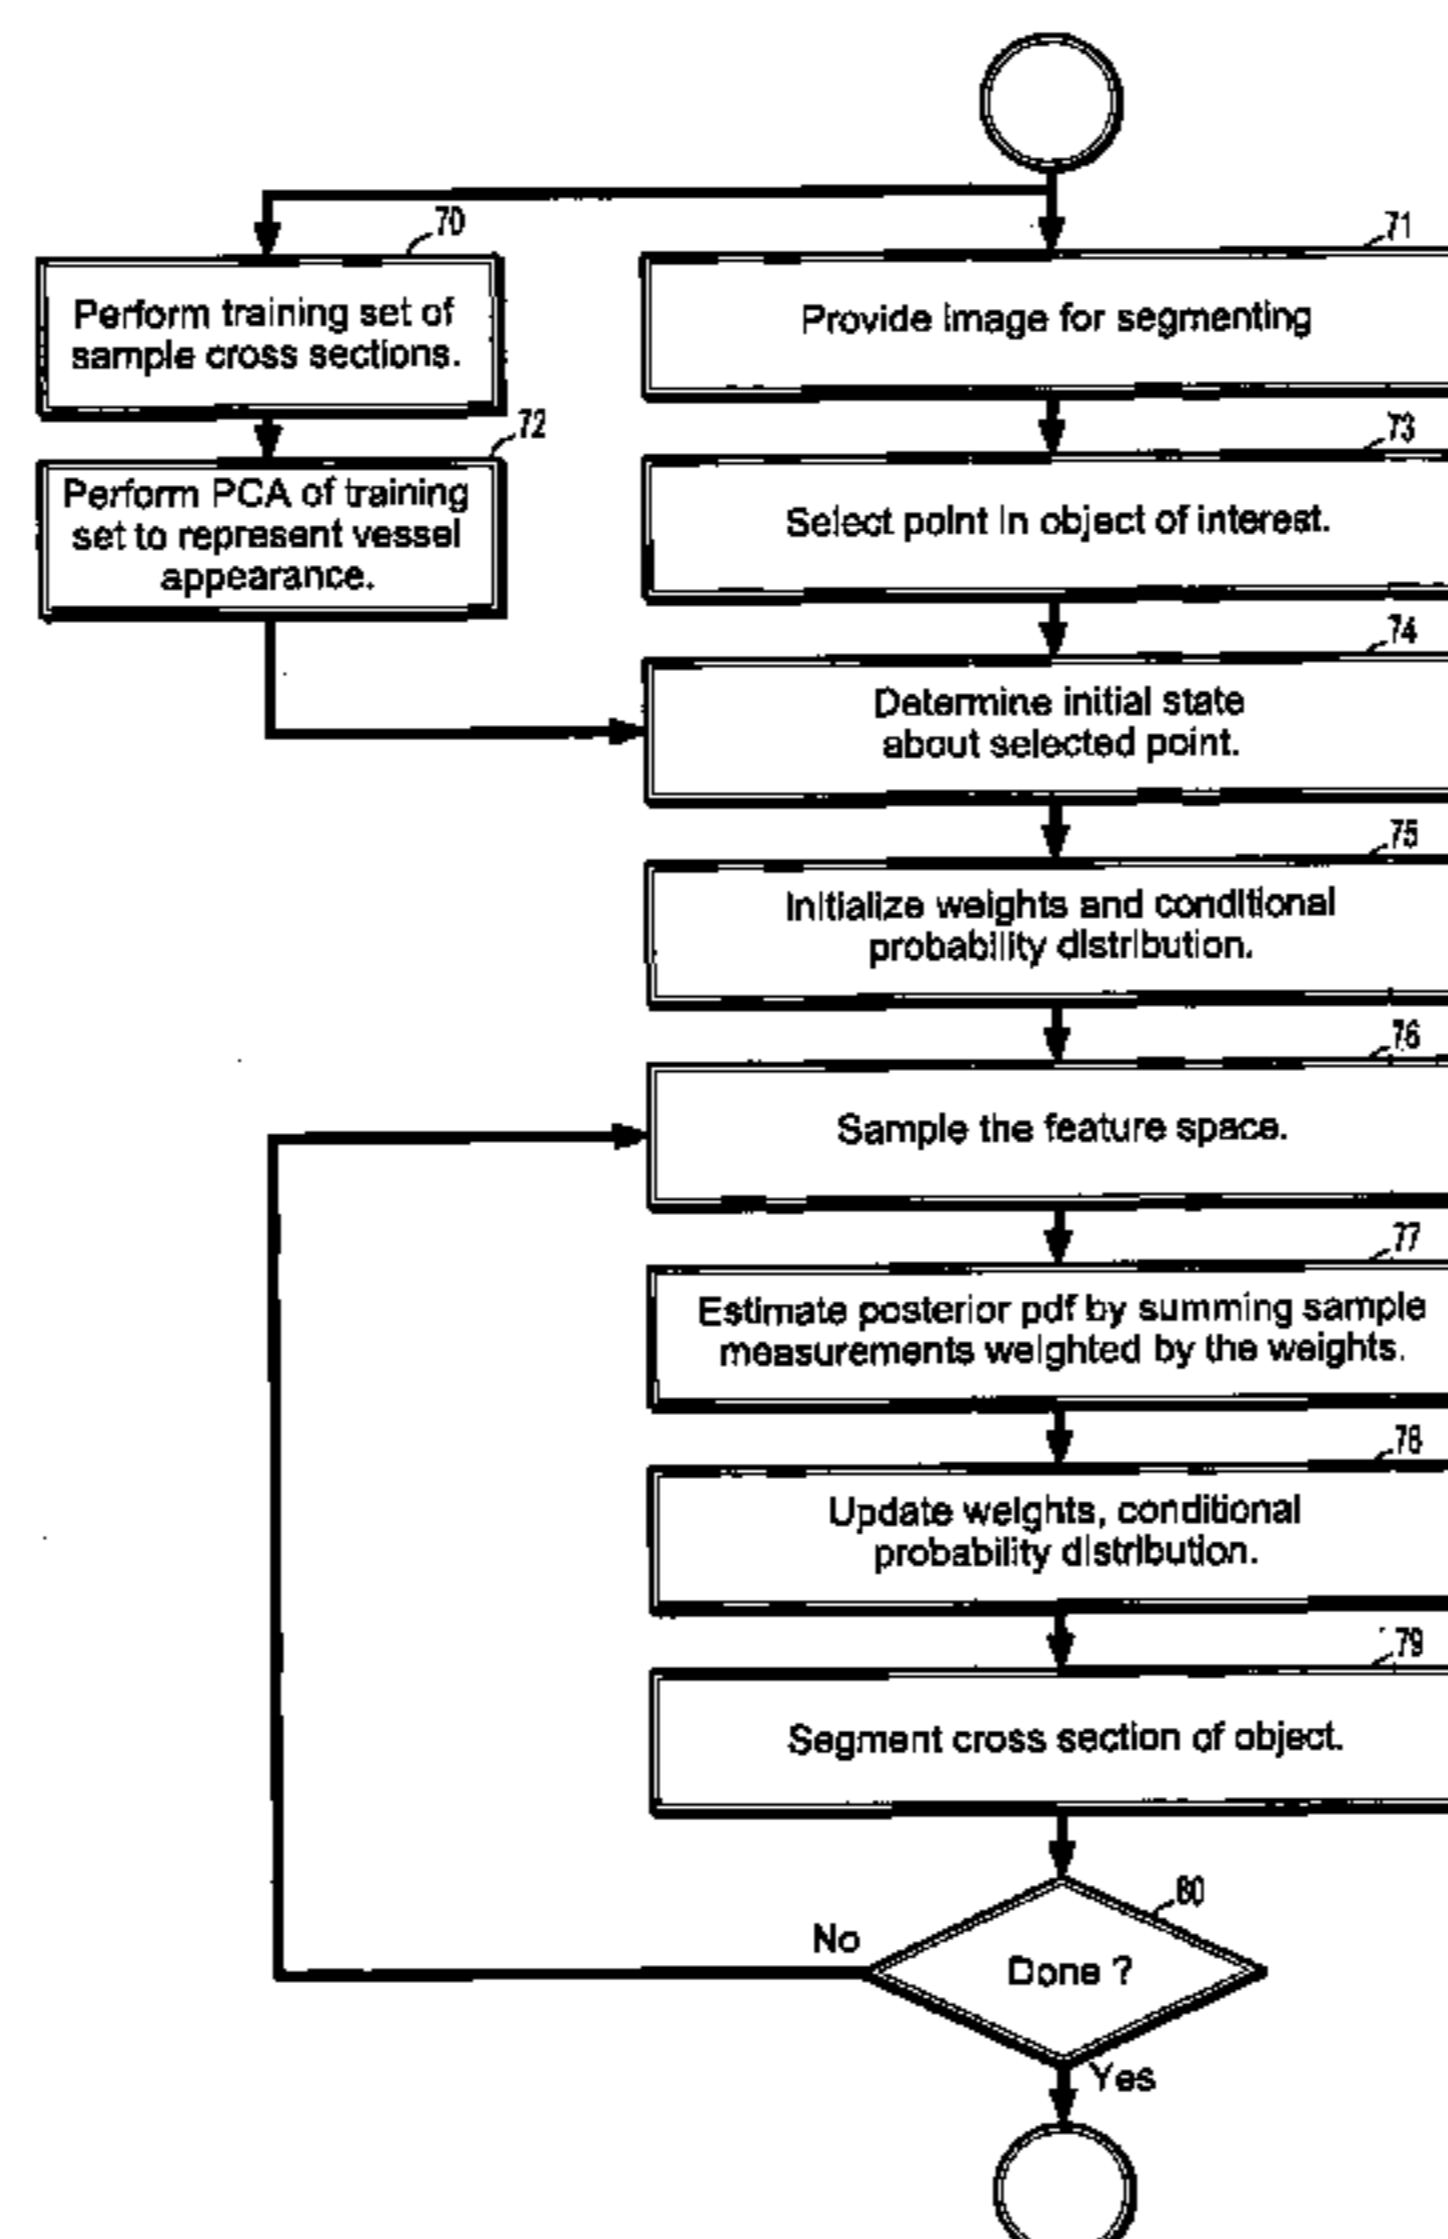 70
Perform training set of
sample cross sections.
72
Perform PCA of training
set to represent vessel
appearance.
71
Provide image for segmenting
73
Select point in object of interest.
74
Determine initial state
about selected point.
75
Initialize weights and conditional
probability distribution.
76
Sample the feature space.
77
Estimate posterior pdf by summing sample
measurements weighted by the weights.
78
Update weights, conditional
probability distribution.
79
Segment cross section of object.
80
No
Done ?
Yes